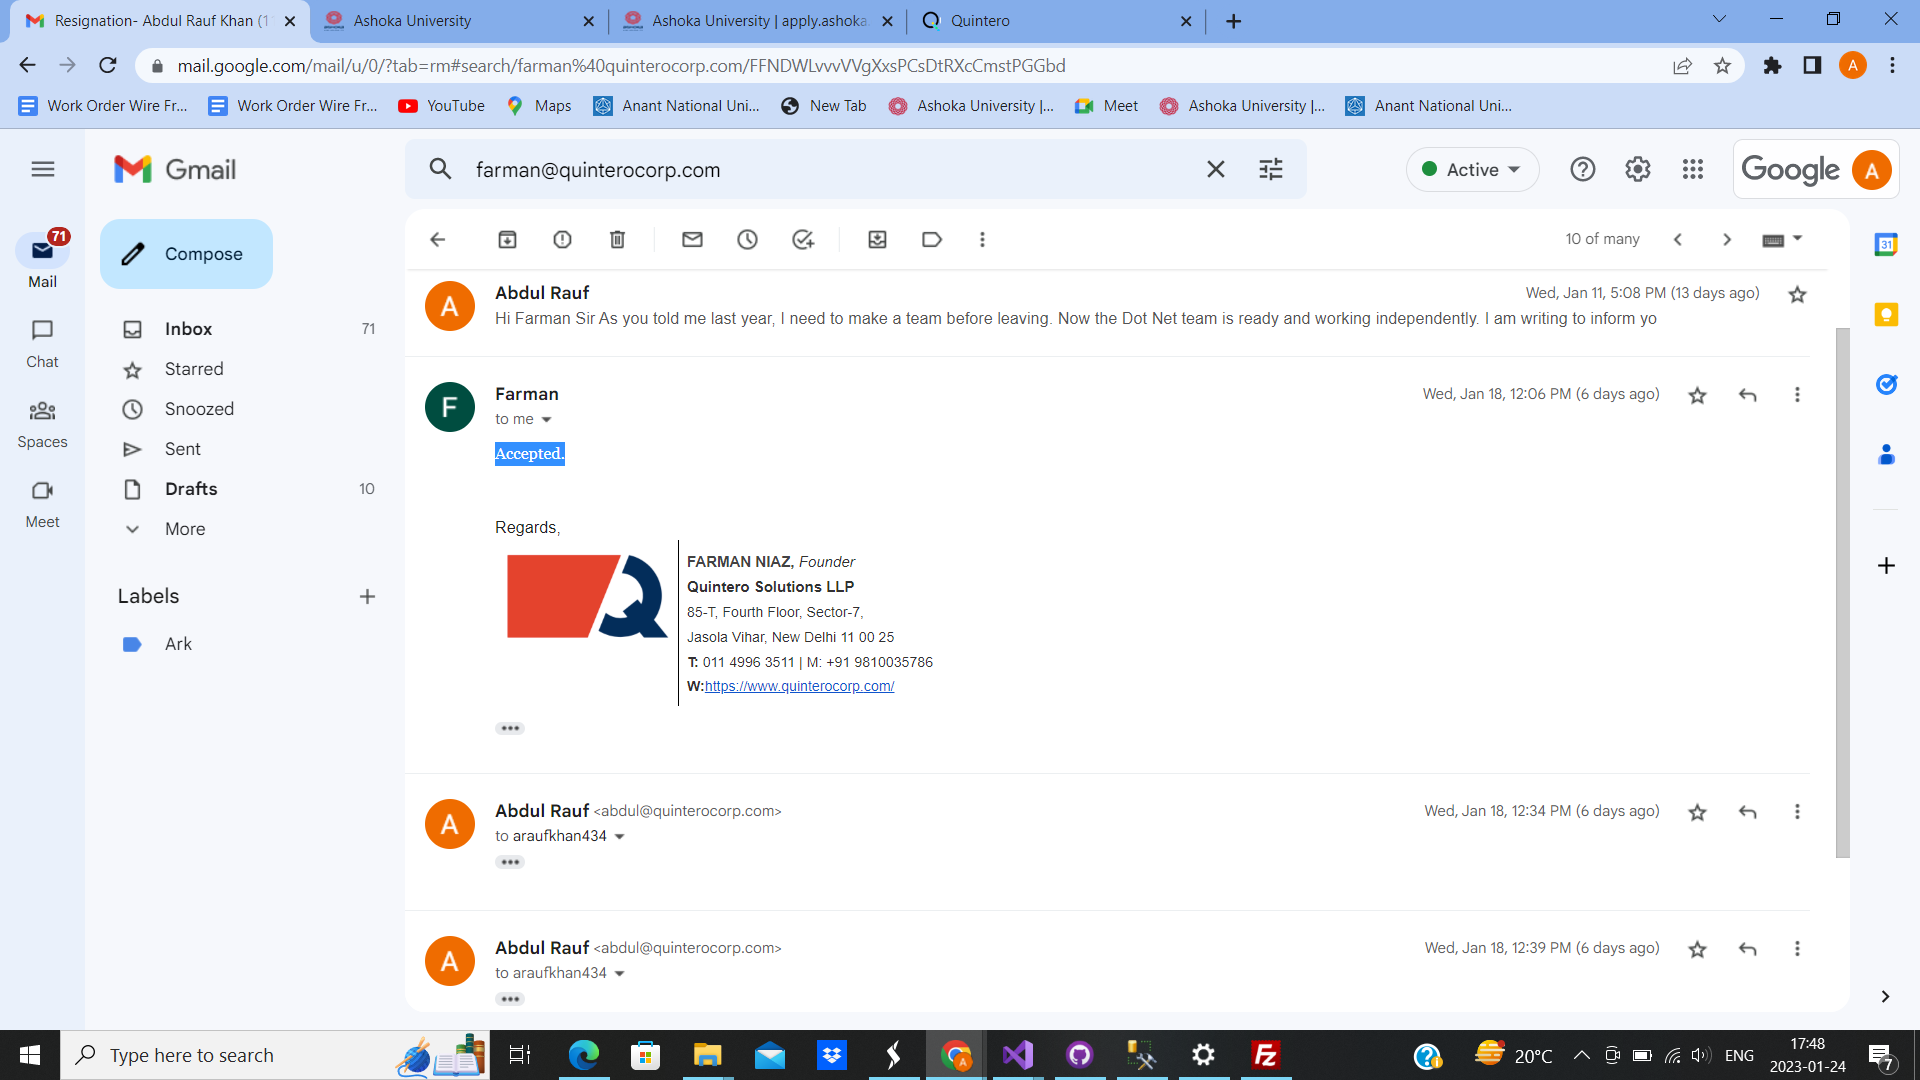 Resignation- Abdul Rauf Khan (1
Ashoka University
Ashoka University | apply.ashoka.
Quintero
mail.google.com/mail/u/0/?tab=rm#search/farman%40quinterocorp.com/FFNDWLvvvVVgXxsPCsDtRXcCmstPGGbd
A
Work Order Wire Fr...
Work Order Wire Fr...
YouTube
Maps
Anant National Uni...
New Tab
Ashoka University |...
Meet
Ashoka University |...
Anant National Uni...
Gmail
farman@quinterocorp.com
Active
Google
A
71
Mail
Chat
Spaces
Meet
Compose
Inbox 71
Starred
Snoozed
Sent
Drafts 10
More
Labels
Ark
10 of many
31
A
Abdul Rauf
Wed, Jan 11, 5:08 PM (13 days ago)
Hi Farman Sir As you told me last year, I need to make a team before leaving. Now the Dot Net team is ready and working independently. I am writing to inform yo
F
Farman
Wed, Jan 18, 12:06 PM (6 days ago)
to me
Accepted.
Regards,
Q
FARMAN NIAZ, Founder
Quintero Solutions LLP
85-T, Fourth Floor, Sector-7,
Jasola Vihar, New Delhi 11 00 25
T: 011 4996 3511 | M: +91 9810035786
W:https://www.quinterocorp.com/
A
Abdul Rauf <abdul@quinterocorp.com>
Wed, Jan 18, 12:34 PM (6 days ago)
to araufkhan434
A
Abdul Rauf <abdul@quinterocorp.com>
Wed, Jan 18, 12:39 PM (6 days ago)
to araufkhan434
Type here to search
A
Fz
20°C
ENG
17:48
2023-01-24
7